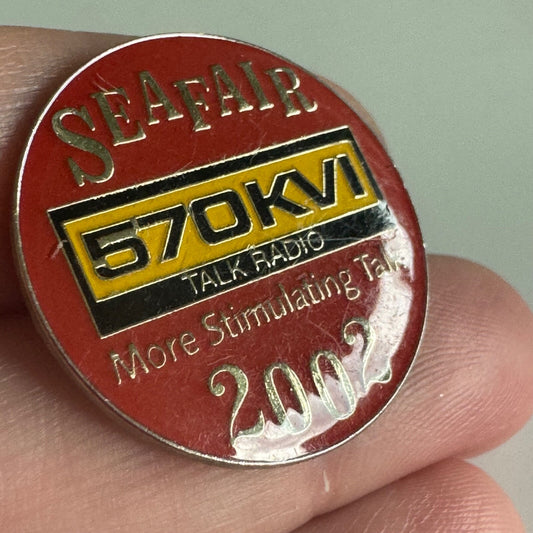 SEAFAIR
570KVI
TALK RADIO
More Stimulating Talk
2002